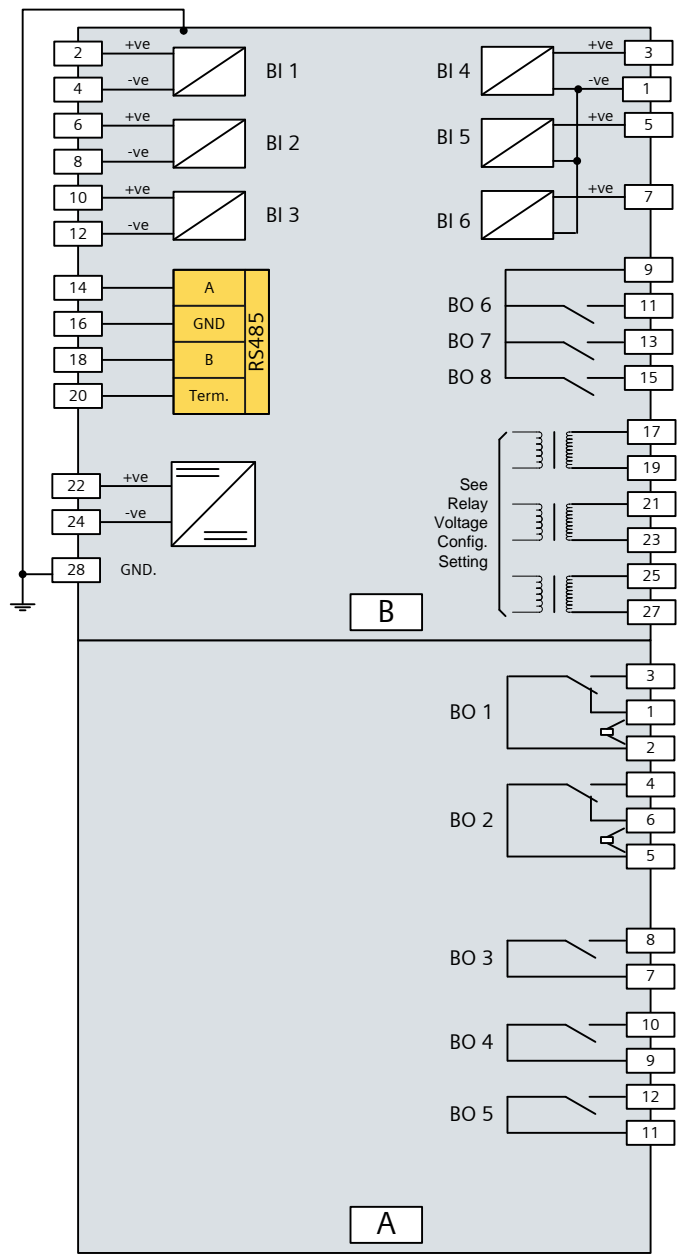 2 +ve
4 -ve
BI 1
6 +ve
8 -ve
BI 2
10 +ve
12 -ve
BI 3
BI 4
+ve 3
-ve 1
BI 5
+ve 5
BI 6
+ve 7
14 A
16 GND
18 B
20 Term.
RS485
9
BO 6 11
BO 7 13
BO 8 15
22 +ve
24 -ve
28 GND.
See
Relay
Voltage
Config.
Setting
17
19
21
23
25
27
B
3
BO 1 1
2
4
BO 2 6
5
8
BO 3
7
10
BO 4
9
12
BO 5
11
A